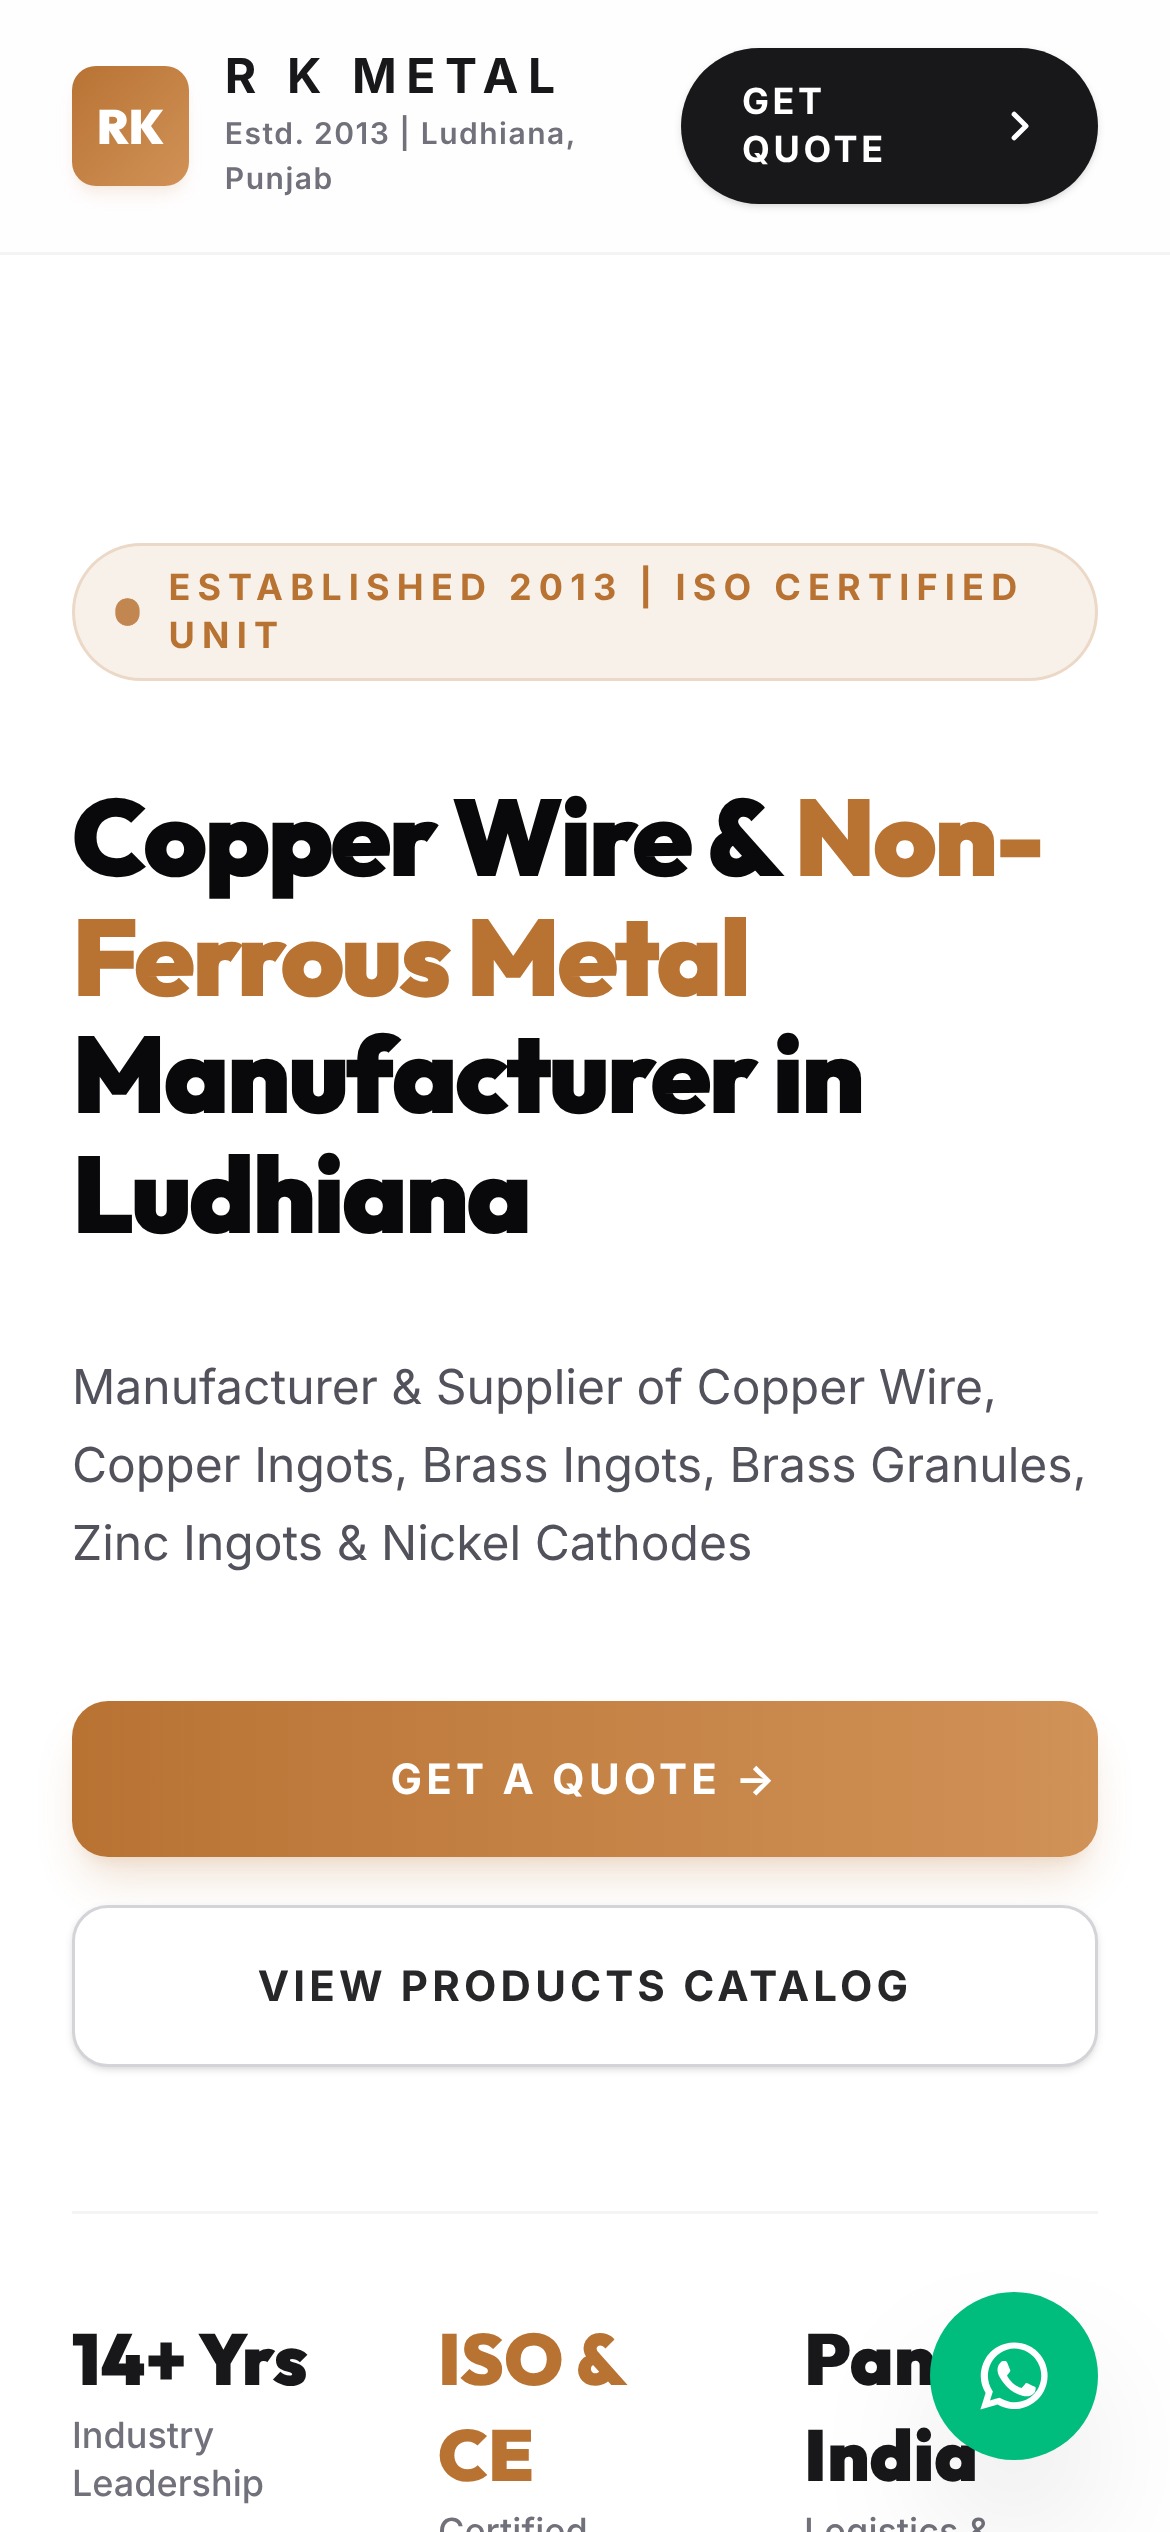 RK
R K METAL
Estd. 2013 | Ludhiana,
Punjab
GET
QUOTE
ESTABLISHED 2013 | ISO CERTIFIED
UNIT
Copper Wire & Non-
Ferrous Metal
Manufacturer in
Ludhiana
Manufacturer & Supplier of Copper Wire,
Copper Ingots, Brass Ingots, Brass Granules,
Zinc Ingots & Nickel Cathodes
GET A QUOTE →
VIEW PRODUCTS CATALOG
14+ Yrs
Industry
Leadership
ISO &
CE
Certified
Pan
India
Logistics &